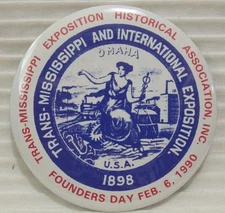 TRANS-MISSISSIPPI EXPOSITION HISTORICAL ASSOCIATION, INC.
TRANS-MISSISSIPPI AND INTERNATIONAL EXPOSITION
OMAHA
U.S.A.
1898
FOUNDERS DAY FEB. 6, 1990